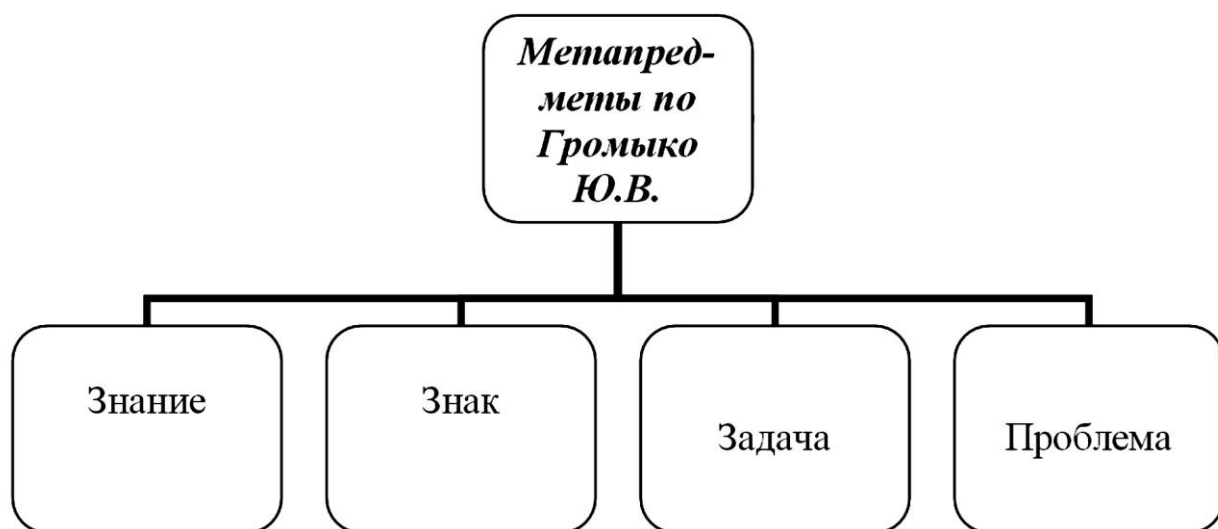 Метапред-
меты по
Громыко
Ю.В.
Знание
Знак
Задача
Проблема